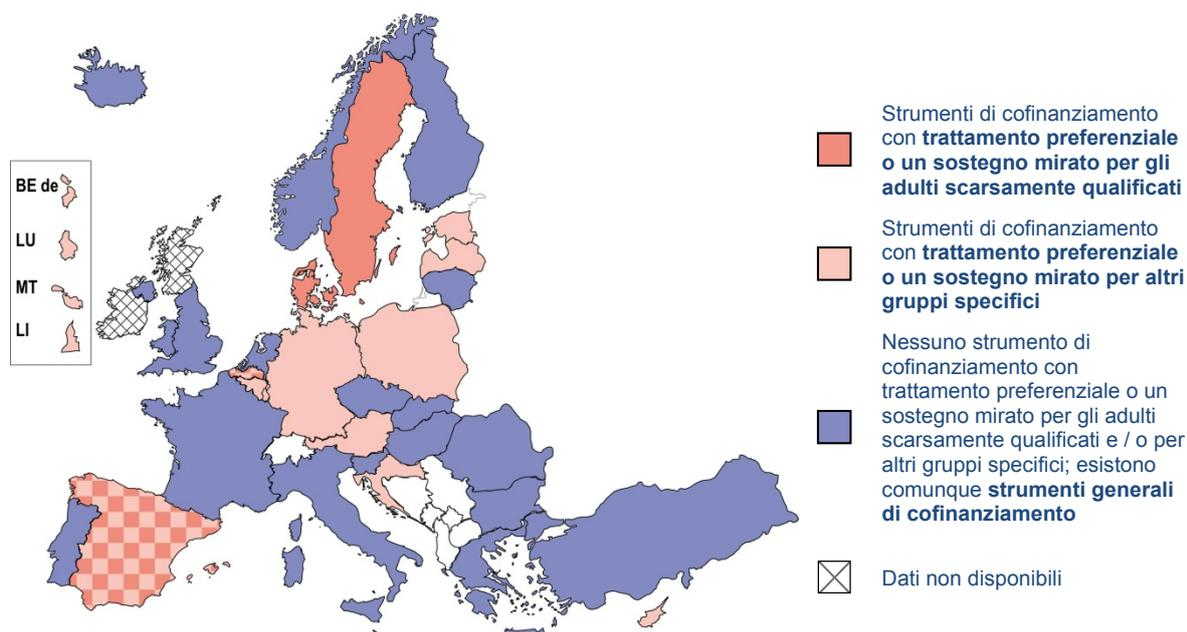 BE de
LU
MT
LI
Strumenti di cofinanziamento
con trattamento preferenziale
o un sostegno mirato per gli
adulti scarsamente qualificati
Strumenti di cofinanziamento
con trattamento preferenziale
o un sostegno mirato per altri
gruppi specifici
Nessuno strumento di
cofinanziamento con
trattamento preferenziale o un
sostegno mirato per gli adulti
scarsamente qualificati e / o per
altri gruppi specifici; esistono
comunque strumenti generali
di cofinanziamento
Dati non disponibili